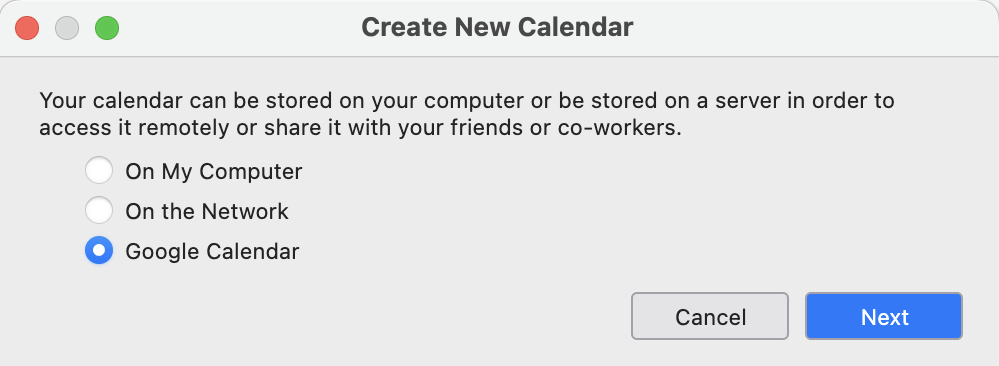 Create New Calendar
Your calendar can be stored on your computer or be stored on a server in order to
access it remotely or share it with your friends or co-workers.
On My Computer
On the Network
Google Calendar
Cancel
Next